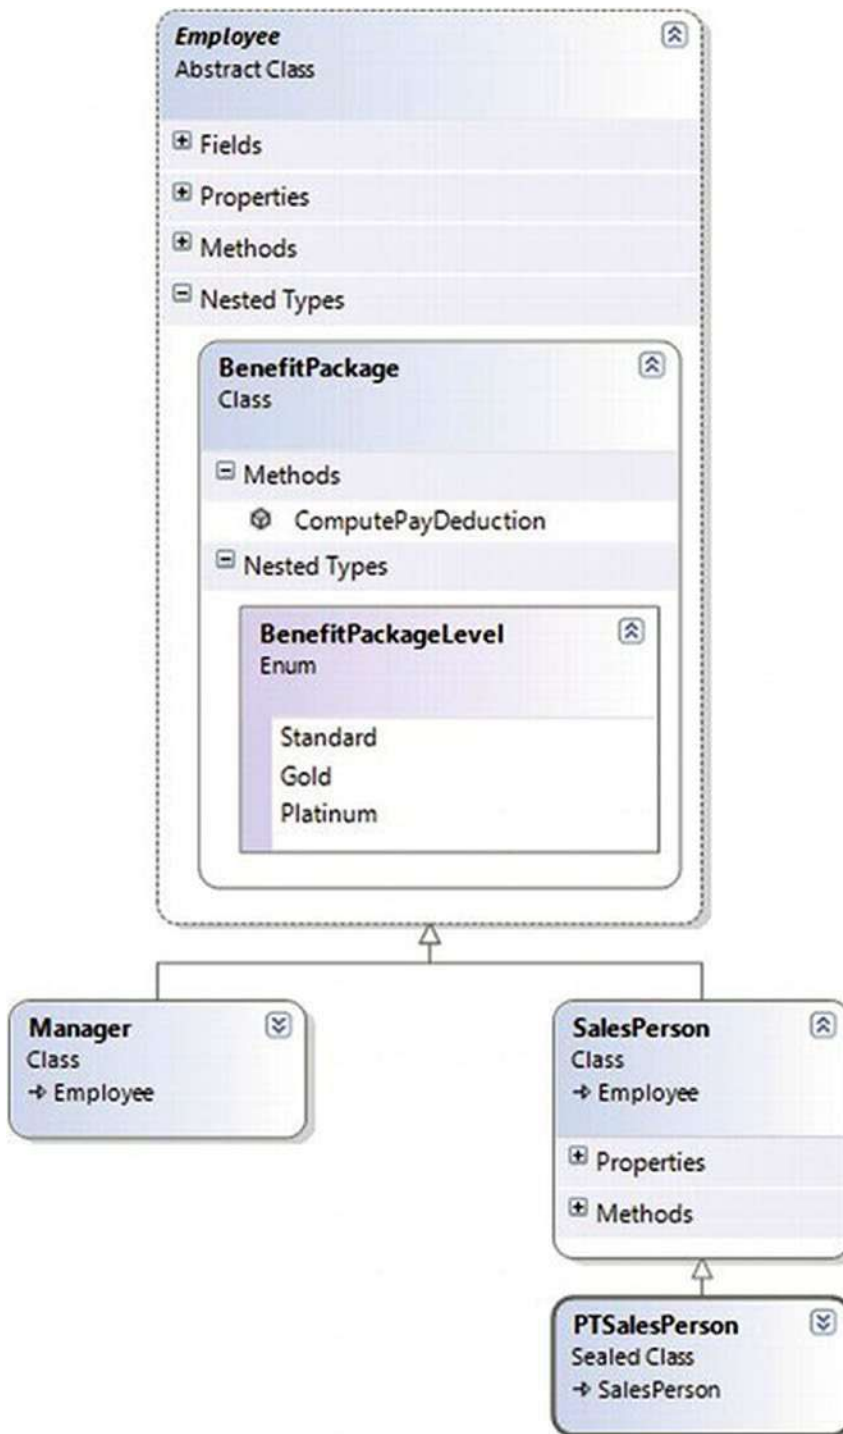 Employee
Abstract Class
Fields
Properties
Methods
Nested Types
BenefitPackage
Class
Methods
ComputePayDeduction
Nested Types
BenefitPackageLevel
Enum
Standard
Gold
Platinum
Manager
Class
Employee
SalesPerson
Class
Employee
Properties
Methods
PTSalesPerson
Sealed Class
SalesPerson